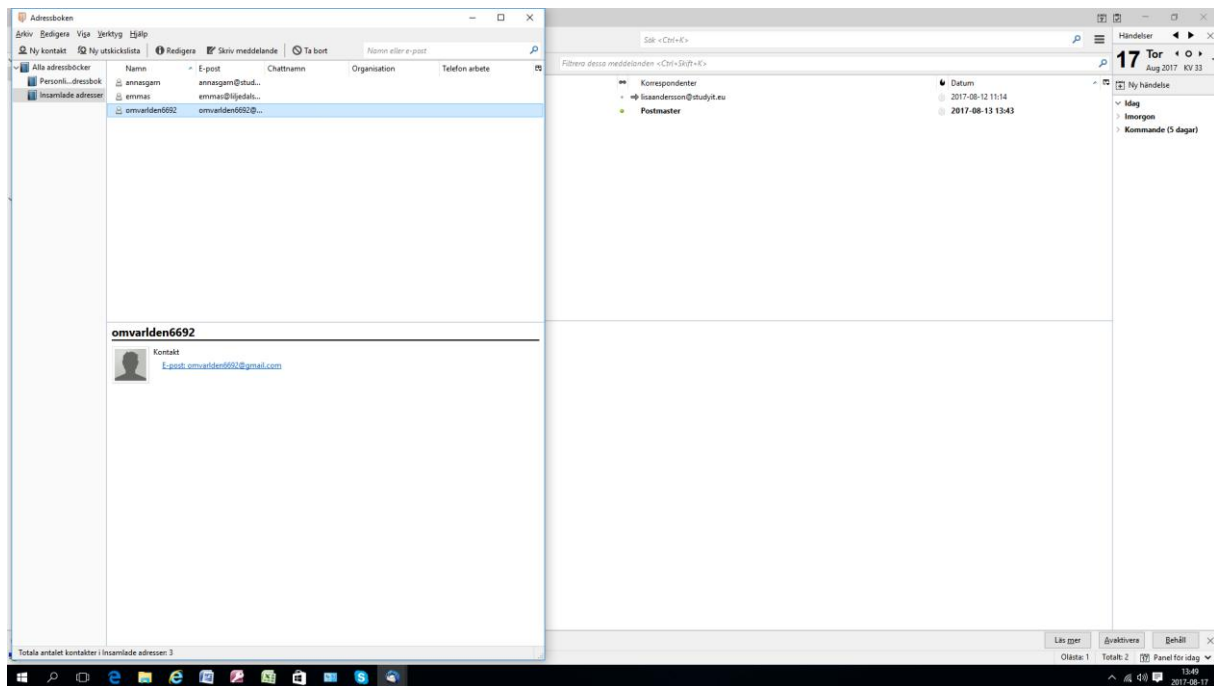 Adressboken
Arkiv Redigera Visa Verktyg Hjälp
Ny kontakt Ny utskickslista Redigera Skriv meddelande Ta bort Namn eller e-post
Alla adressböcker
Personli...dressbok
Insamlade adresser
Namn E-post Chattnamn Organisation Telefon arbete
annasgarn annasgarn@stud...
emmas emmas@liljedals...
omvarlden6692 omvarlden6692@...
omvarlden6692
Kontakt
E-post: omvarlden6692@gmail.com
Totala antalet kontakter i Insamlade adresser: 3
Sök <Ctrl+K>
Filtrera dessa meddelanden <Ctrl+Skift+K>
Korrespondenter Datum
lisaandersson@studyit.eu 2017-08-12 11:14
Postmaster 2017-08-13 13:43
Händelser
17 Tor
Aug 2017 KV 33
Ny händelse
Idag
Imorgon
Kommande (5 dagar)
Läs mer Avaktivera Behåll
Olästa: 1 Totalt: 2 Panel för idag
13:49
2017-08-17